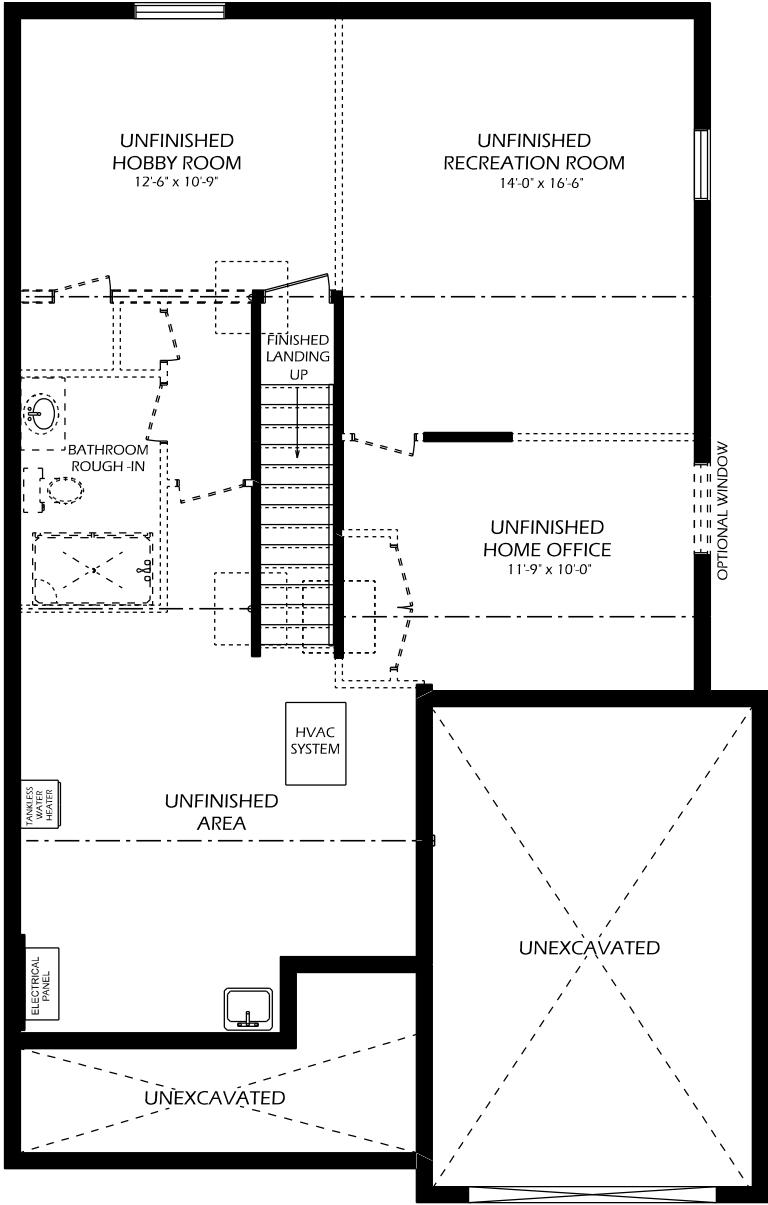 UNFINISHED
HOBBY ROOM
12'-6" x 10'-9"
UNFINISHED
RECREATION ROOM
14'-0" x 16'-6"
FINISHED
LANDING
UP
BATHROOM
ROUGH -IN
OPTIONAL WINDOW
UNFINISHED
HOME OFFICE
11'-9" x 10'-0"
HVAC
SYSTEM
TANKLESS
WATER
HEATER
UNFINISHED
AREA
UNEXCAVATED
ELECTRICAL
PANEL
UNEXCAVATED